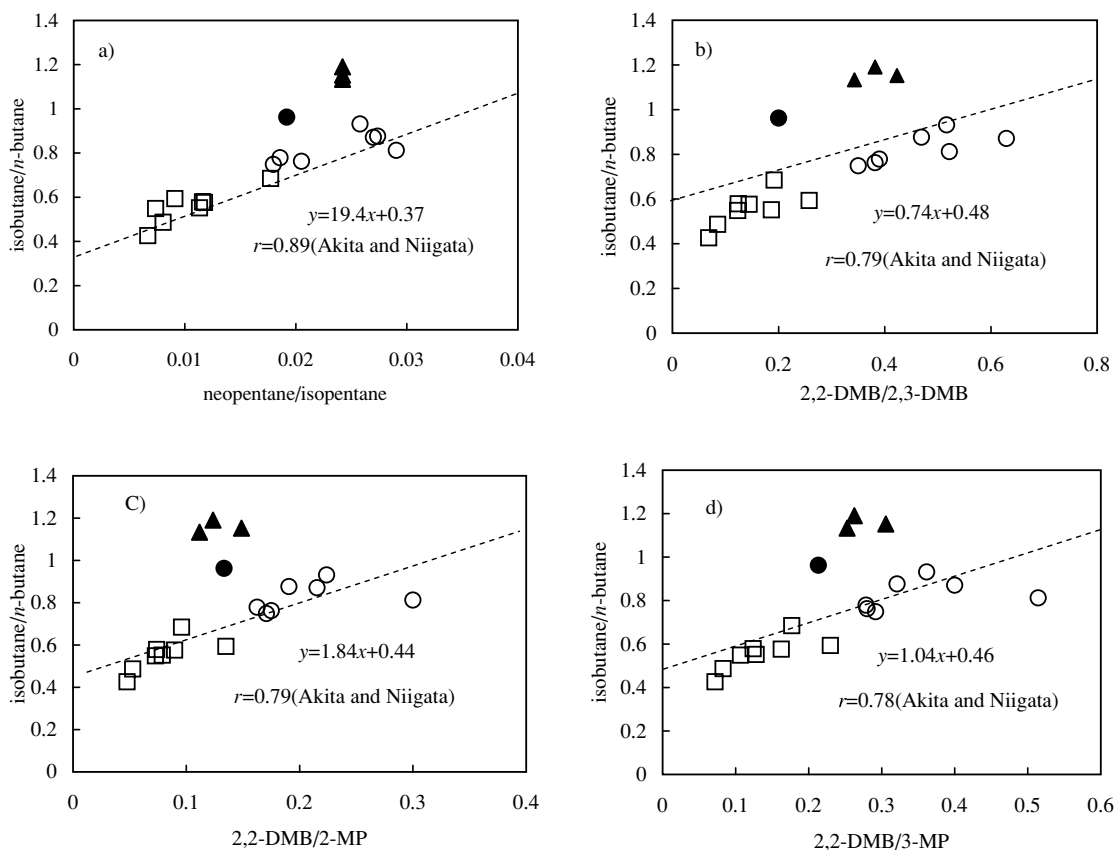 a)
1.4
1.2
1
0.8
0.6
0.4
0.2
0
isobutane/n-butane
y=19.4x+0.37
r=0.89(Akita and Niigata)
0 0.01 0.02 0.03 0.04
neopentane/isopentane
b)
1.4
1.2
1
0.8
0.6
0.4
0.2
0
isobutane/n-butane
y=0.74x+0.48
r=0.79(Akita and Niigata)
0 0.2 0.4 0.6 0.8
2,2-DMB/2,3-DMB
C)
1.4
1.2
1
0.8
0.6
0.4
0.2
0
isobutane/n-butane
y=1.84x+0.44
r=0.79(Akita and Niigata)
0 0.1 0.2 0.3 0.4
2,2-DMB/2-MP
d)
1.4
1.2
1
0.8
0.6
0.4
0.2
0
isobutane/n-butane
y=1.04x+0.46
r=0.78(Akita and Niigata)
0 0.1 0.2 0.3 0.4 0.5 0.6
2,2-DMB/3-MP